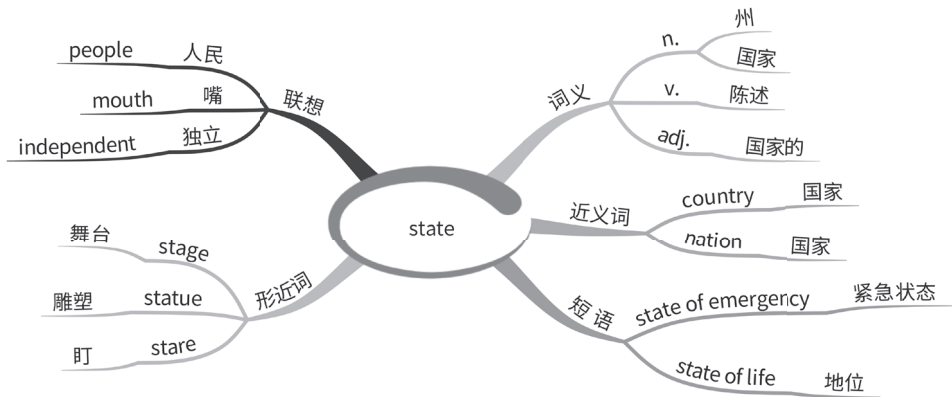 state
词义
n.
州
国家
v.
陈述
adj.
国家的
近义词
country
国家
nation
国家
短语
state of emergency
紧急状态
state of life
地位
联想
people
人民
mouth
嘴
independent
独立
形近词
stage
舞台
statue
雕塑
stare
盯